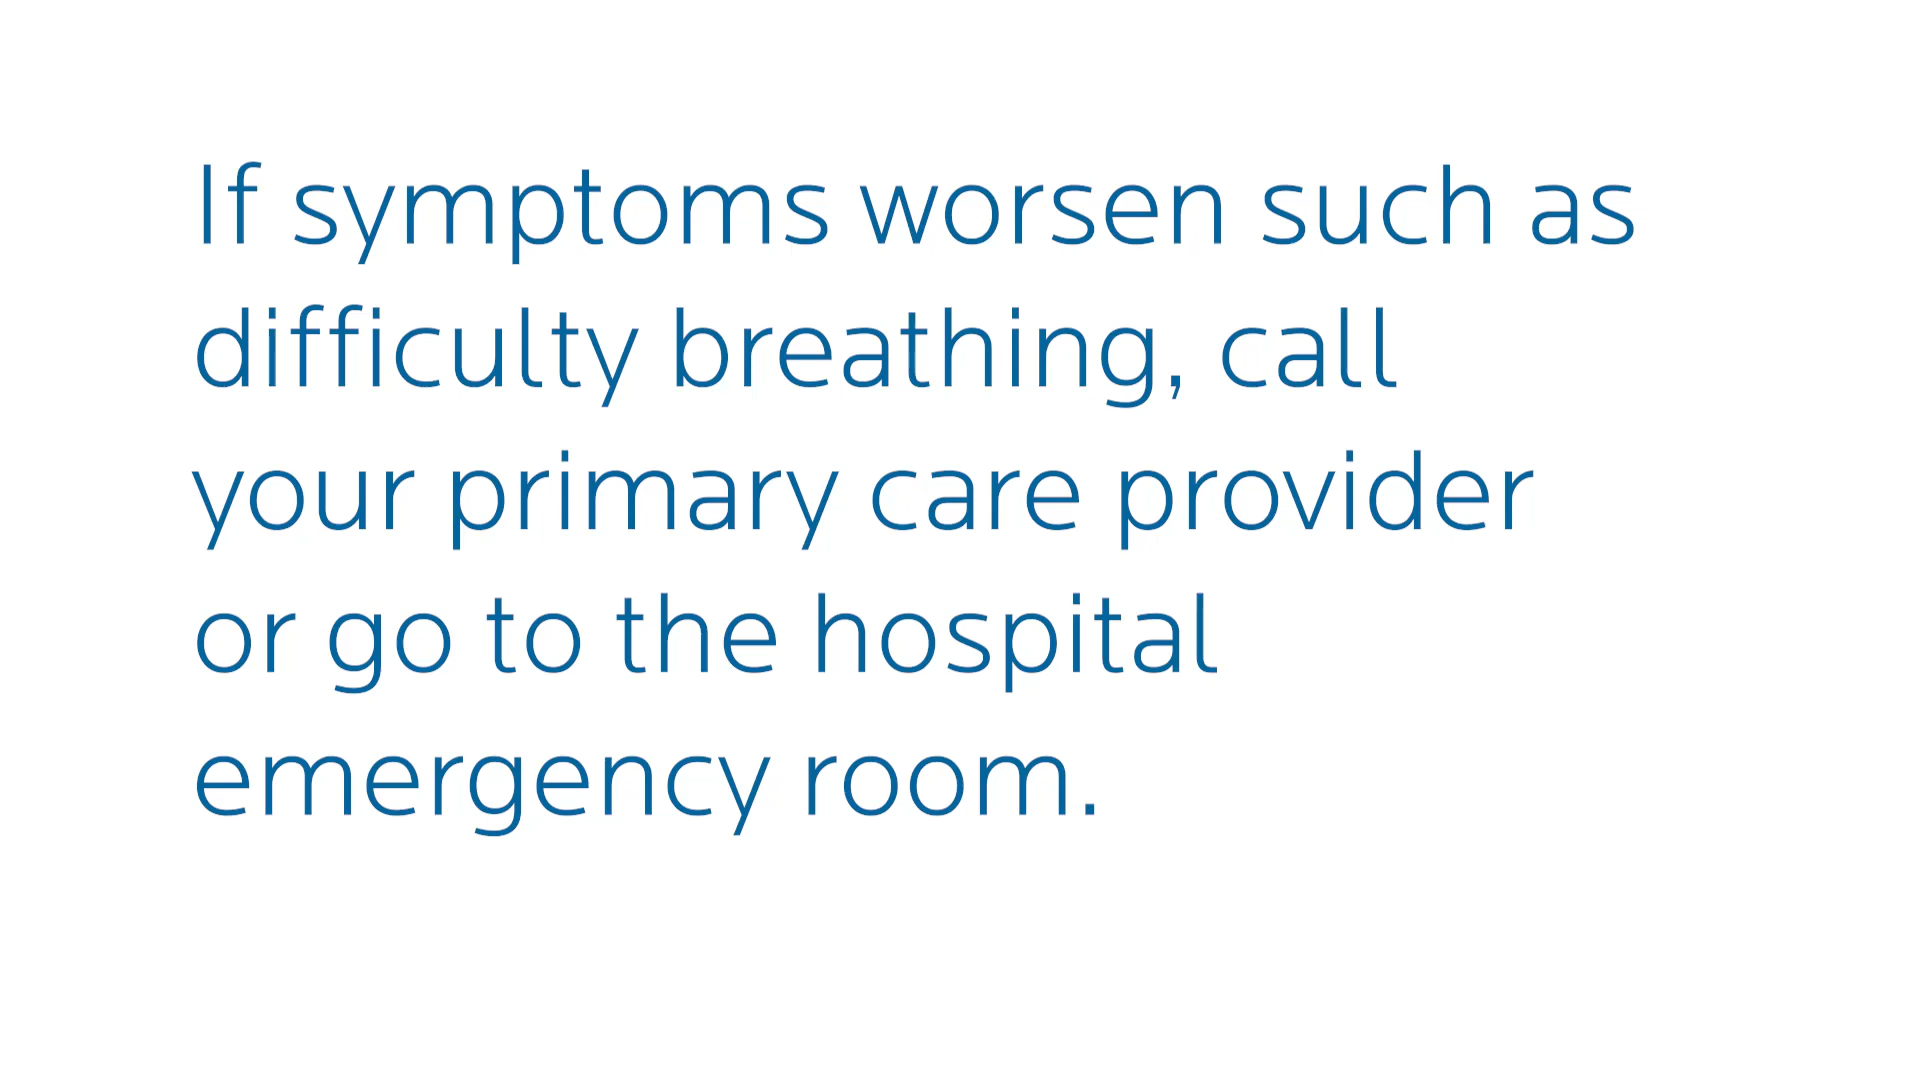 If symptoms worsen such as
difficulty breathing, call
your primary care provider
or go to the hospital
emergency room.